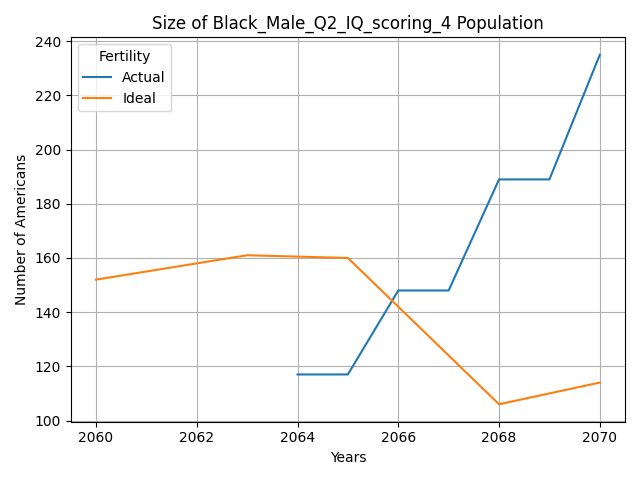 Size of Black_Male_Q2_IQ_scoring_4 Population
Fertility
Actual
Ideal
Number of Americans
240
220
200
180
160
140
120
100
2060
2062
2064
2066
2068
2070
Years